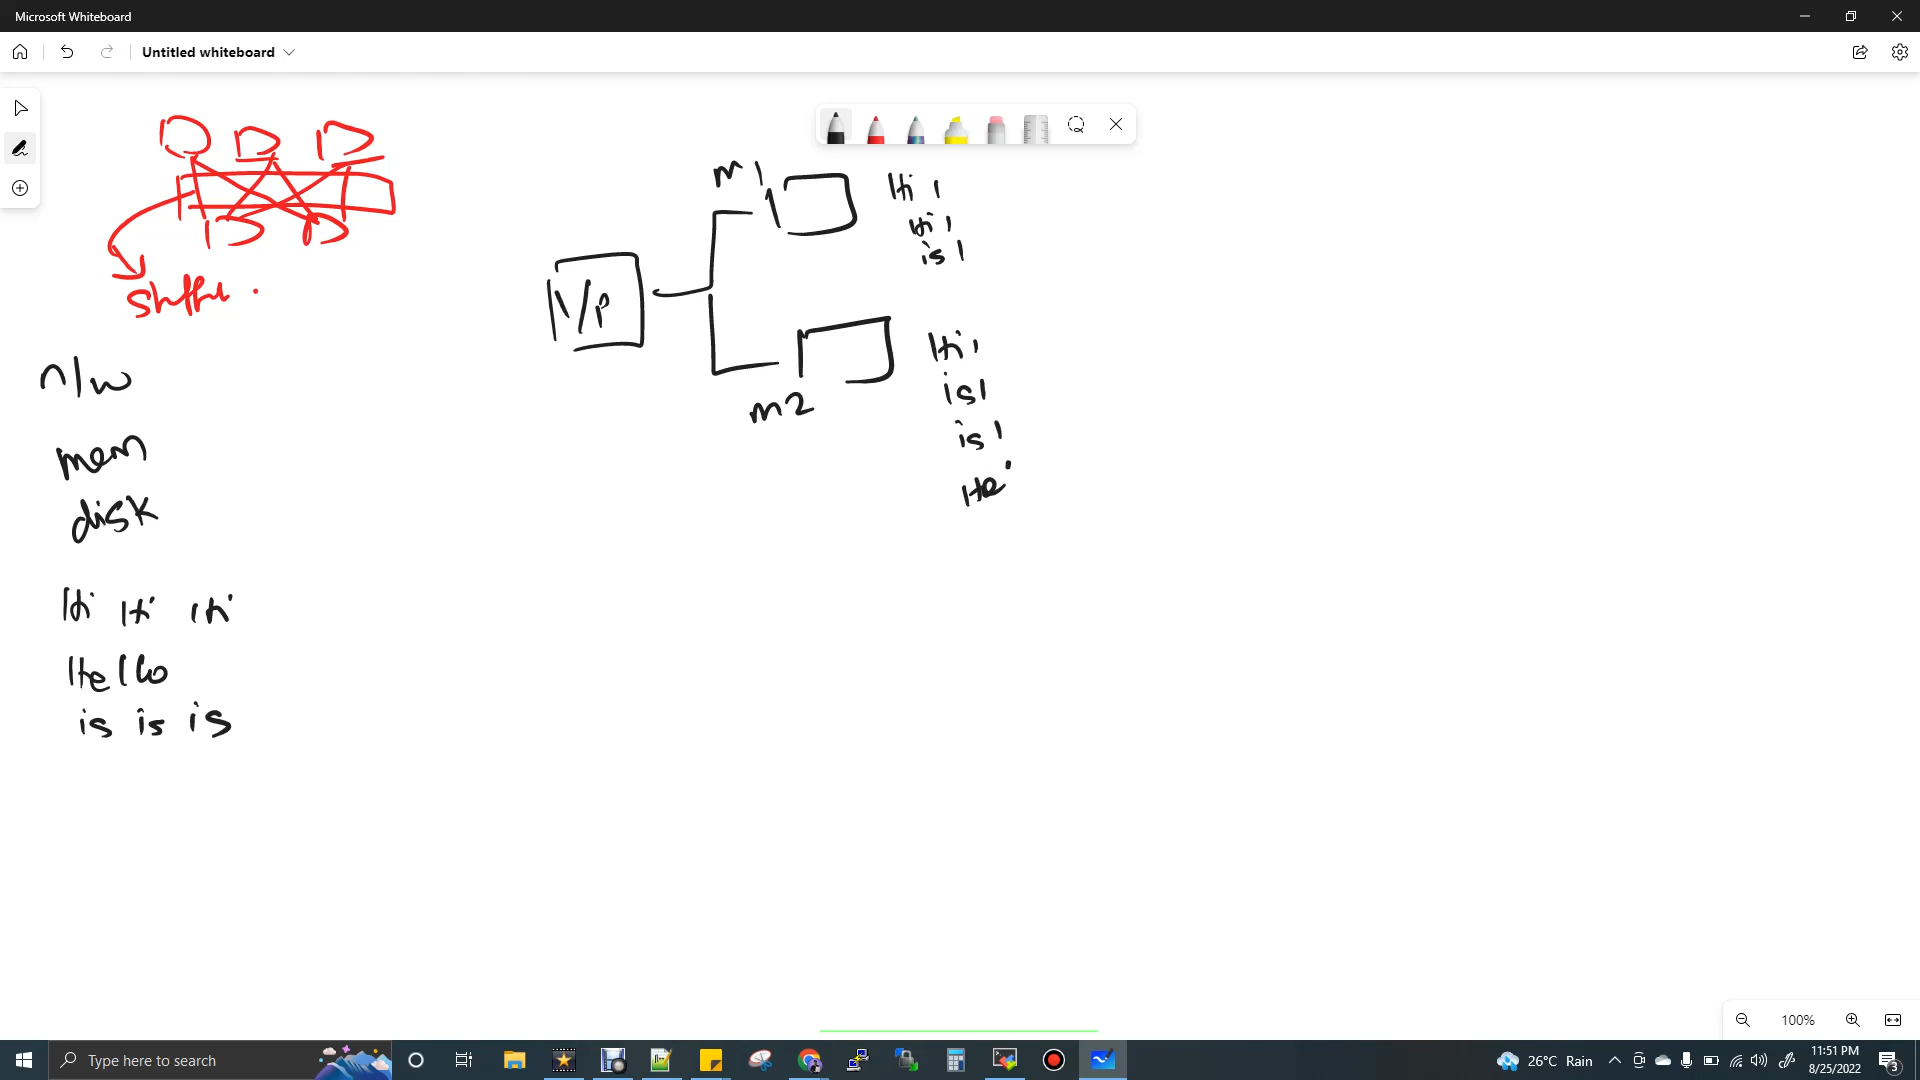 Microsoft Whiteboard
Untitled whiteboard
n/w
mem
disk
Hi Hi Hi
Hello
is is is
I/P
m1
Hi 1
Hi 1
is 1
m2
Hi 1
is 1
is 1
He
100%
Type here to search
26°C Rain
11:51 PM
8/25/2022
3